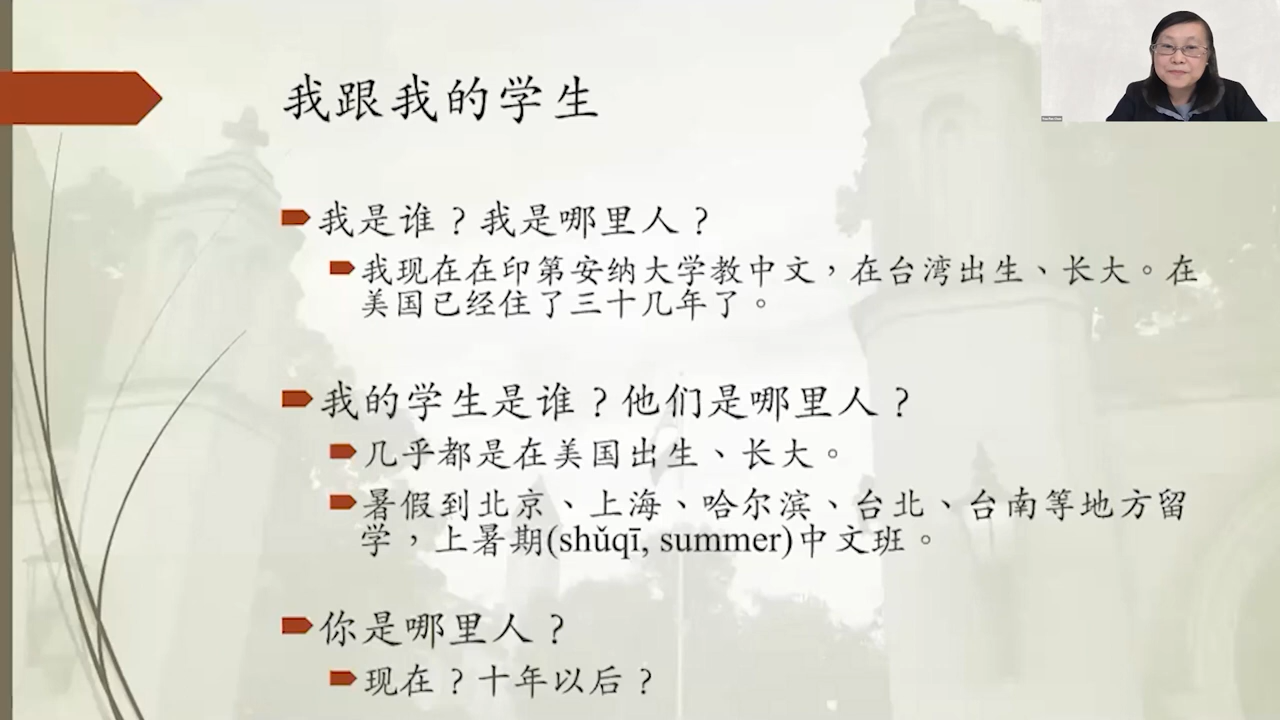 我跟我的学生
我是谁？我是哪里人？
我现在在印第安纳大学教中文，在台湾出生、长大。在
美国已经住了三十几年了。
我的学生是谁？他们是哪里人？
几乎都是在美国出生、长大。
暑假到北京、上海、哈尔滨、台北、台南等地方留
学，上暑期(shǔqī, summer)中文班。
你是哪里人？
现在？十年以后？